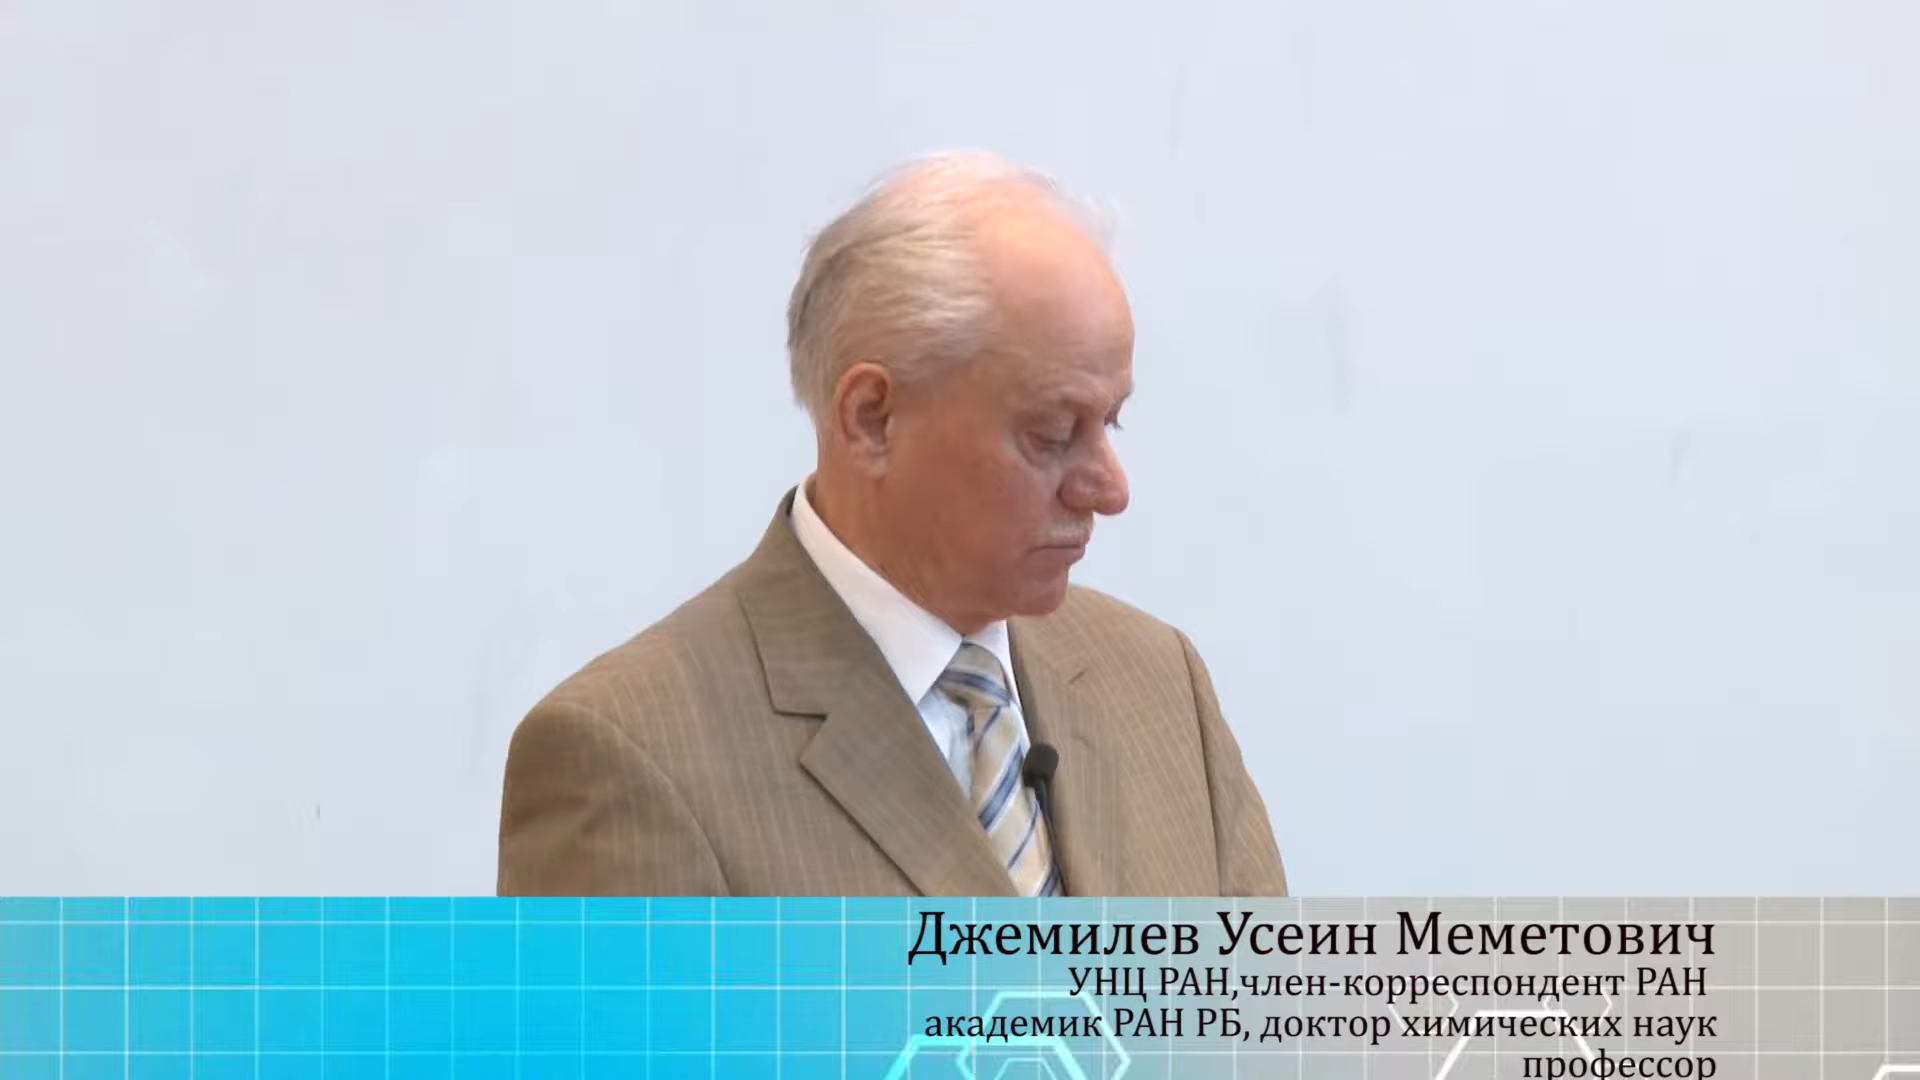 Джемилев Усеин Меметович
УНЦ РАН,член-корреспондент РАН
академик РАН РБ, доктор химических наук
профессор